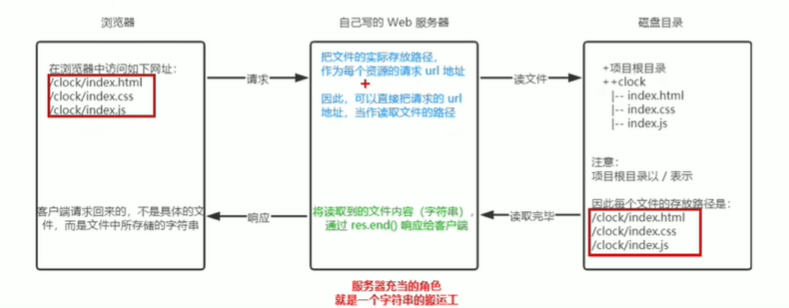 浏览器
自己写的 Web 服务器
磁盘目录
在浏览器中访问如下网址：
/clock/index.html
/clock/index.css
/clock/index.js
请求
把文件的实际存放路径，
作为每个资源的请求 url 地址
+
因此，可以直接把请求的 url
地址，当作读取文件的路径
读文件
+项目根目录
++clock
|-- index.html
|-- index.css
|-- index.js
注意：
项目根目录以 / 表示
客户端请求回来的，不是具体的文
件，而是文件中所存储的字符串
响应
将读取到的文件内容（字符串），
通过 res.end() 响应给客户端
读取完毕
因此每个文件的存放路径是：
/clock/index.html
/clock/index.css
/clock/index.js
服务器充当的角色
就是一个字符串的搬运工